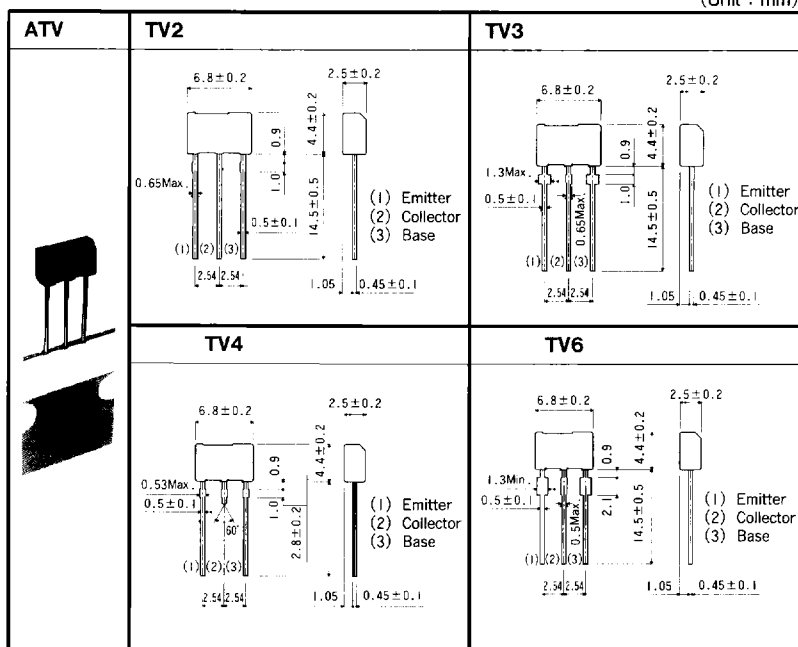 (Unit : mm)
ATV
TV2
6.8±0.2
2.5±0.2
4.4±0.2
0.9
1.0
0.65Max.
14.5±0.5
0.5±0.1
(1) Emitter
(2) Collector
(3) Base
(1) (2) (3)
2.54 2.54
1.05 0.45±0.1
TV3
6.8±0.2
2.5±0.2
4.4±0.2
0.9
1.0
1.3Max.
0.5±0.1
0.65Max.
14.5±0.5
(1) Emitter
(2) Collector
(3) Base
(1) (2) (3)
2.54 2.54
1.05 0.45±0.1
TV4
6.8±0.2
2.5±0.2
4.4±0.2
0.9
1.0
0.53Max.
0.5±0.1
60°
2.8±0.2
(1) Emitter
(2) Collector
(3) Base
(1) (2) (3)
2.54 2.54
1.05 0.45±0.1
TV6
6.8±0.2
2.5±0.2
4.4±0.2
0.9
2.1
1.3Min.
0.5±0.1
0.5Max.
14.5±0.5
(1) Emitter
(2) Collector
(3) Base
(1) (2) (3)
2.54 2.54
1.05 0.45±0.1